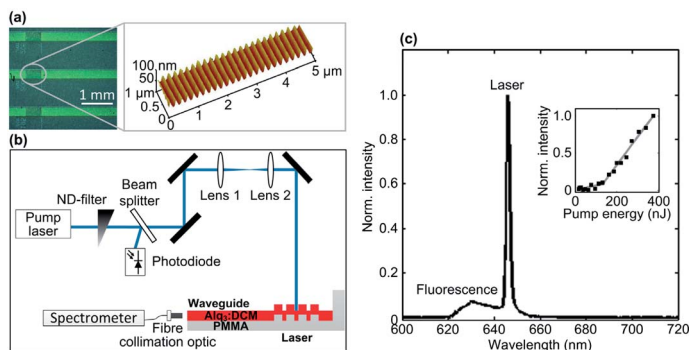 (a)
1 mm
100 nm
50
0
1 μm
0.5
0
0
1
2
3
4
5 μm
(b)
ND-filter
Beam
splitter
Lens 1
Lens 2
Pump
laser
Photodiode
Waveguide
Spectrometer
Alq3:DCM
PMMA
Fibre
collimation optic
Laser
(c)
Laser
Norm. intensity
1.0
0.8
0.6
0.4
0.2
0.0
Fluorescence
600
620
640
660
680
700
720
Wavelength (nm)
Norm. intensity
1.0
0.5
0
0
200
400
Pump energy (nJ)